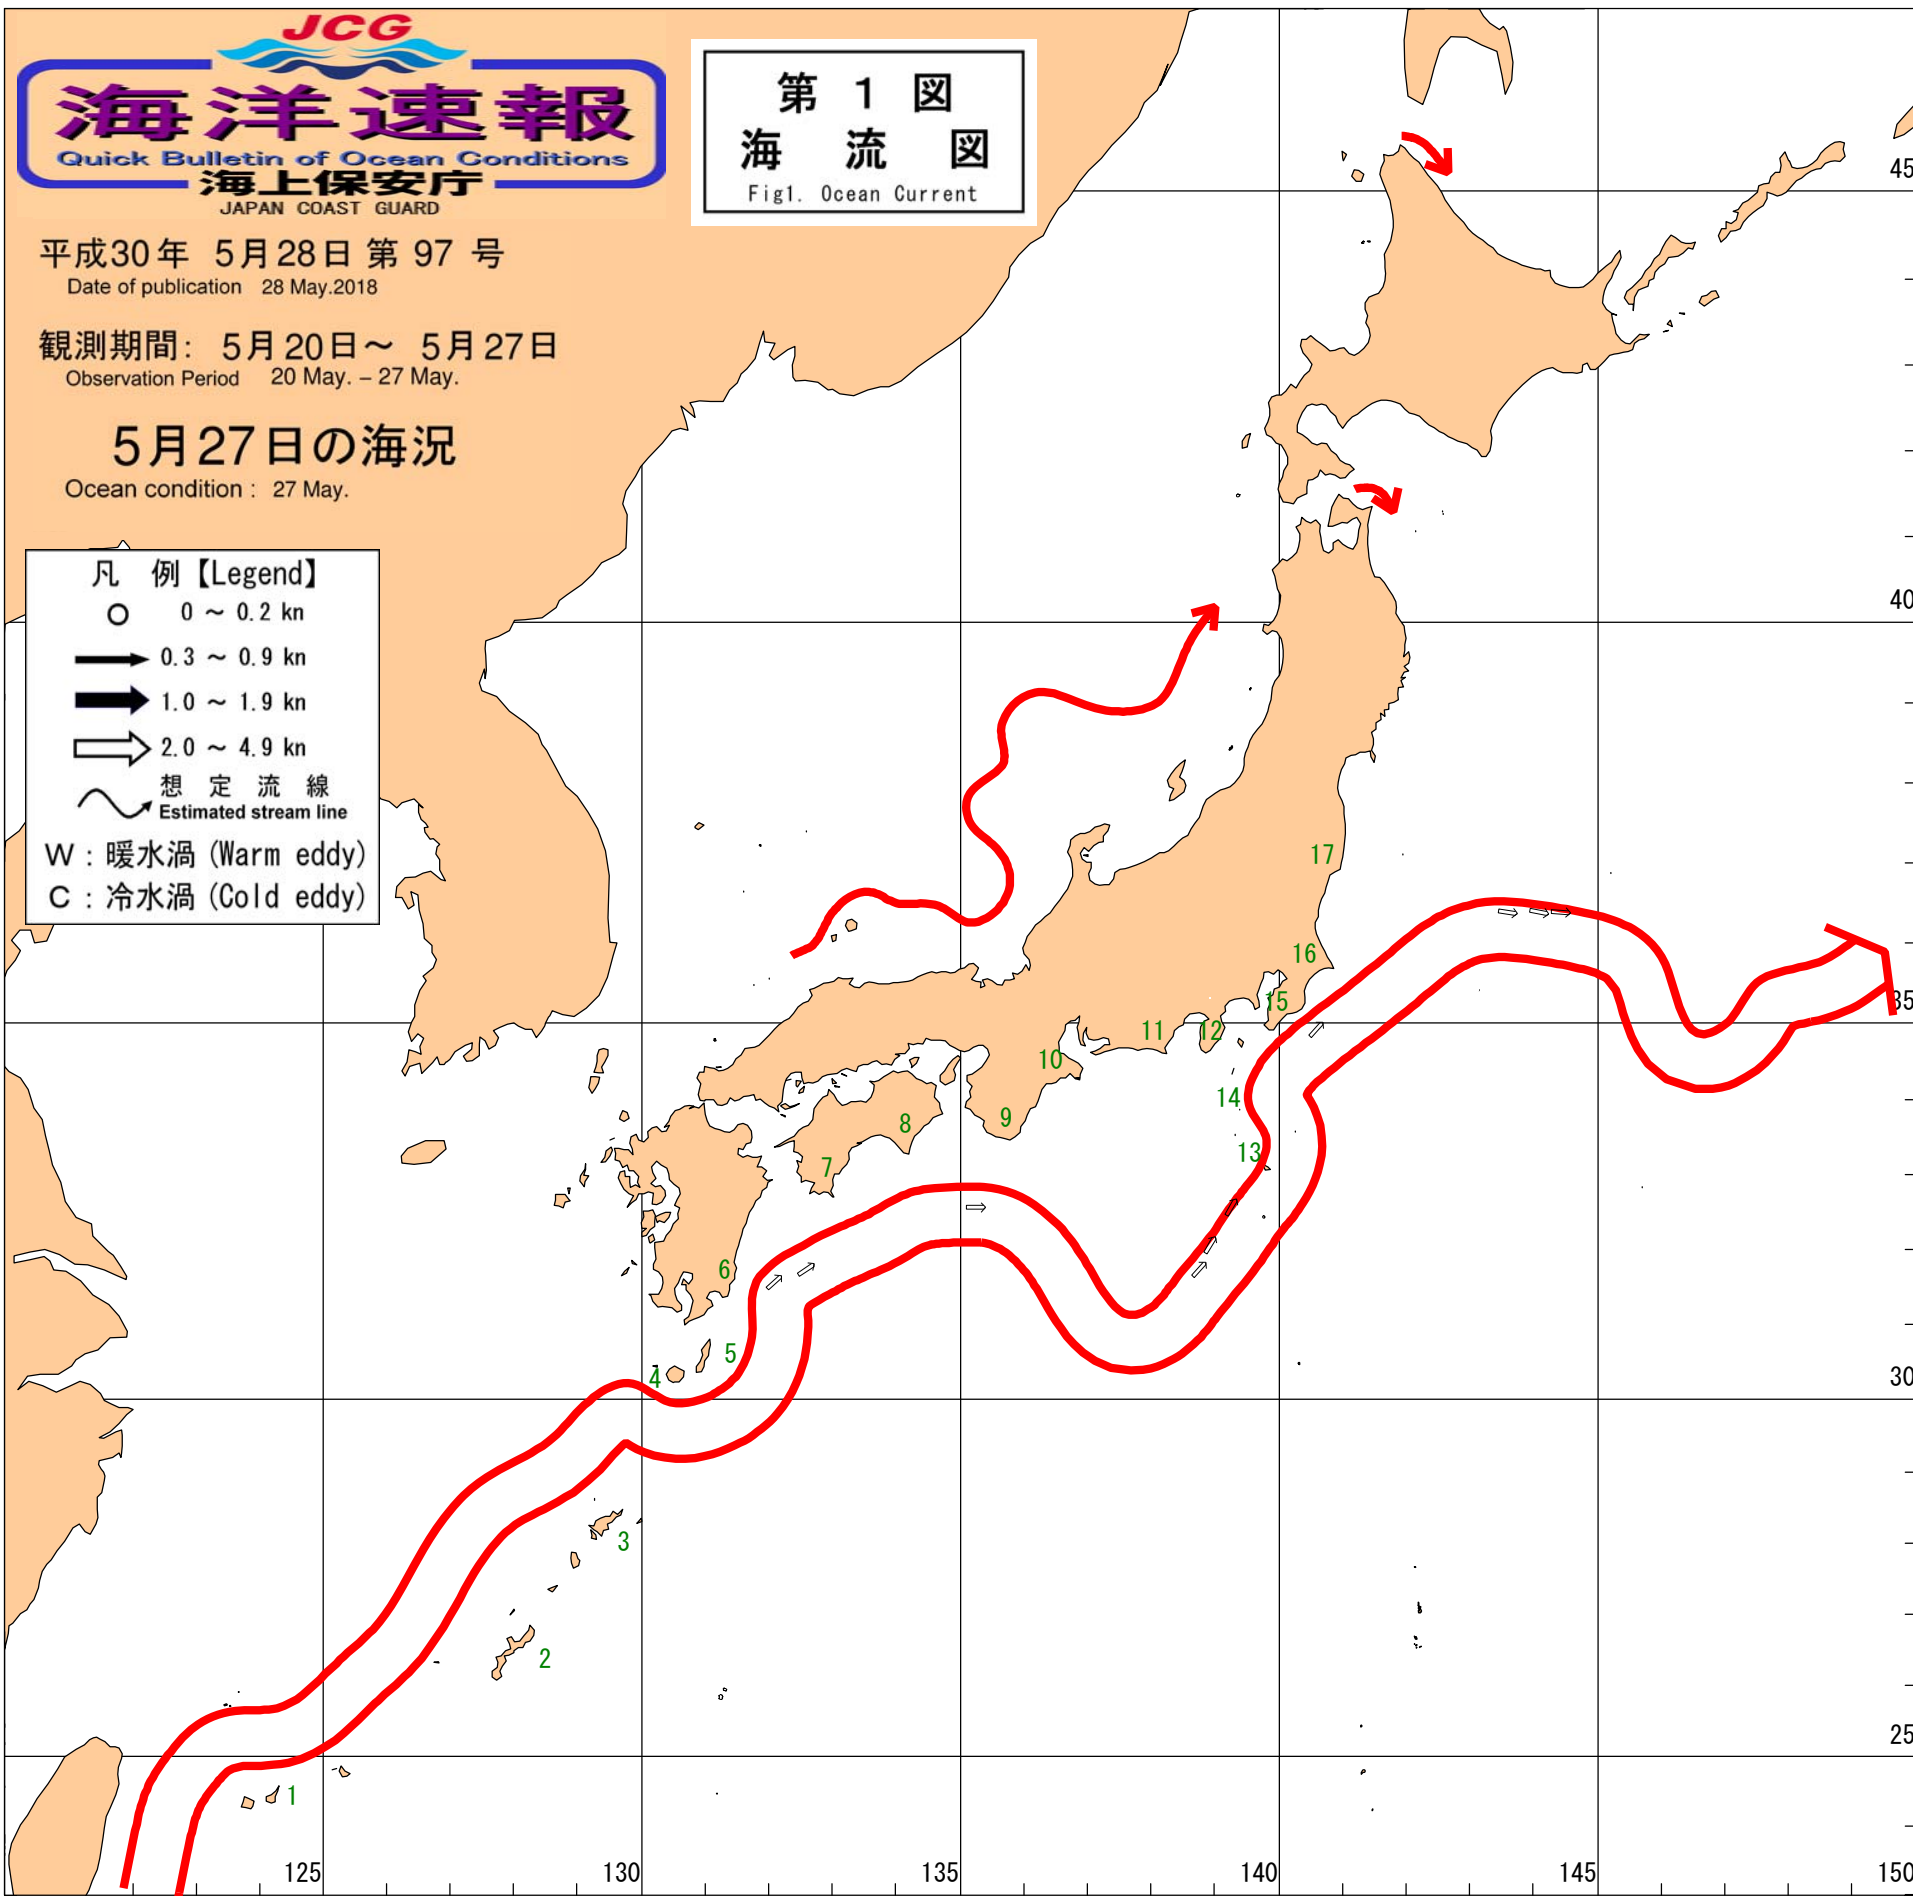 JCG
海洋速報
Quick Bulletin of Ocean Conditions
海上保安庁
JAPAN COAST GUARD
第 1 図
海 流 図
Fig1. Ocean Current
平成30年 5月28日 第 97 号
Date of publication 28 May.2018
観測期間: 5月20日～ 5月27日
Observation Period 20 May. – 27 May.
5月27日の海況
Ocean condition : 27 May.
凡 例【Legend】
0 ～ 0.2 kn
0.3 ～ 0.9 kn
1.0 ～ 1.9 kn
2.0 ～ 4.9 kn
想 定 流 線
Estimated stream line
W : 暖水渦 (Warm eddy)
C : 冷水渦 (Cold eddy)
45
40
17
16
35
15
11
12
10
14
9
8
13
7
6
5
4
30
3
2
25
1
125
130
135
140
145
150